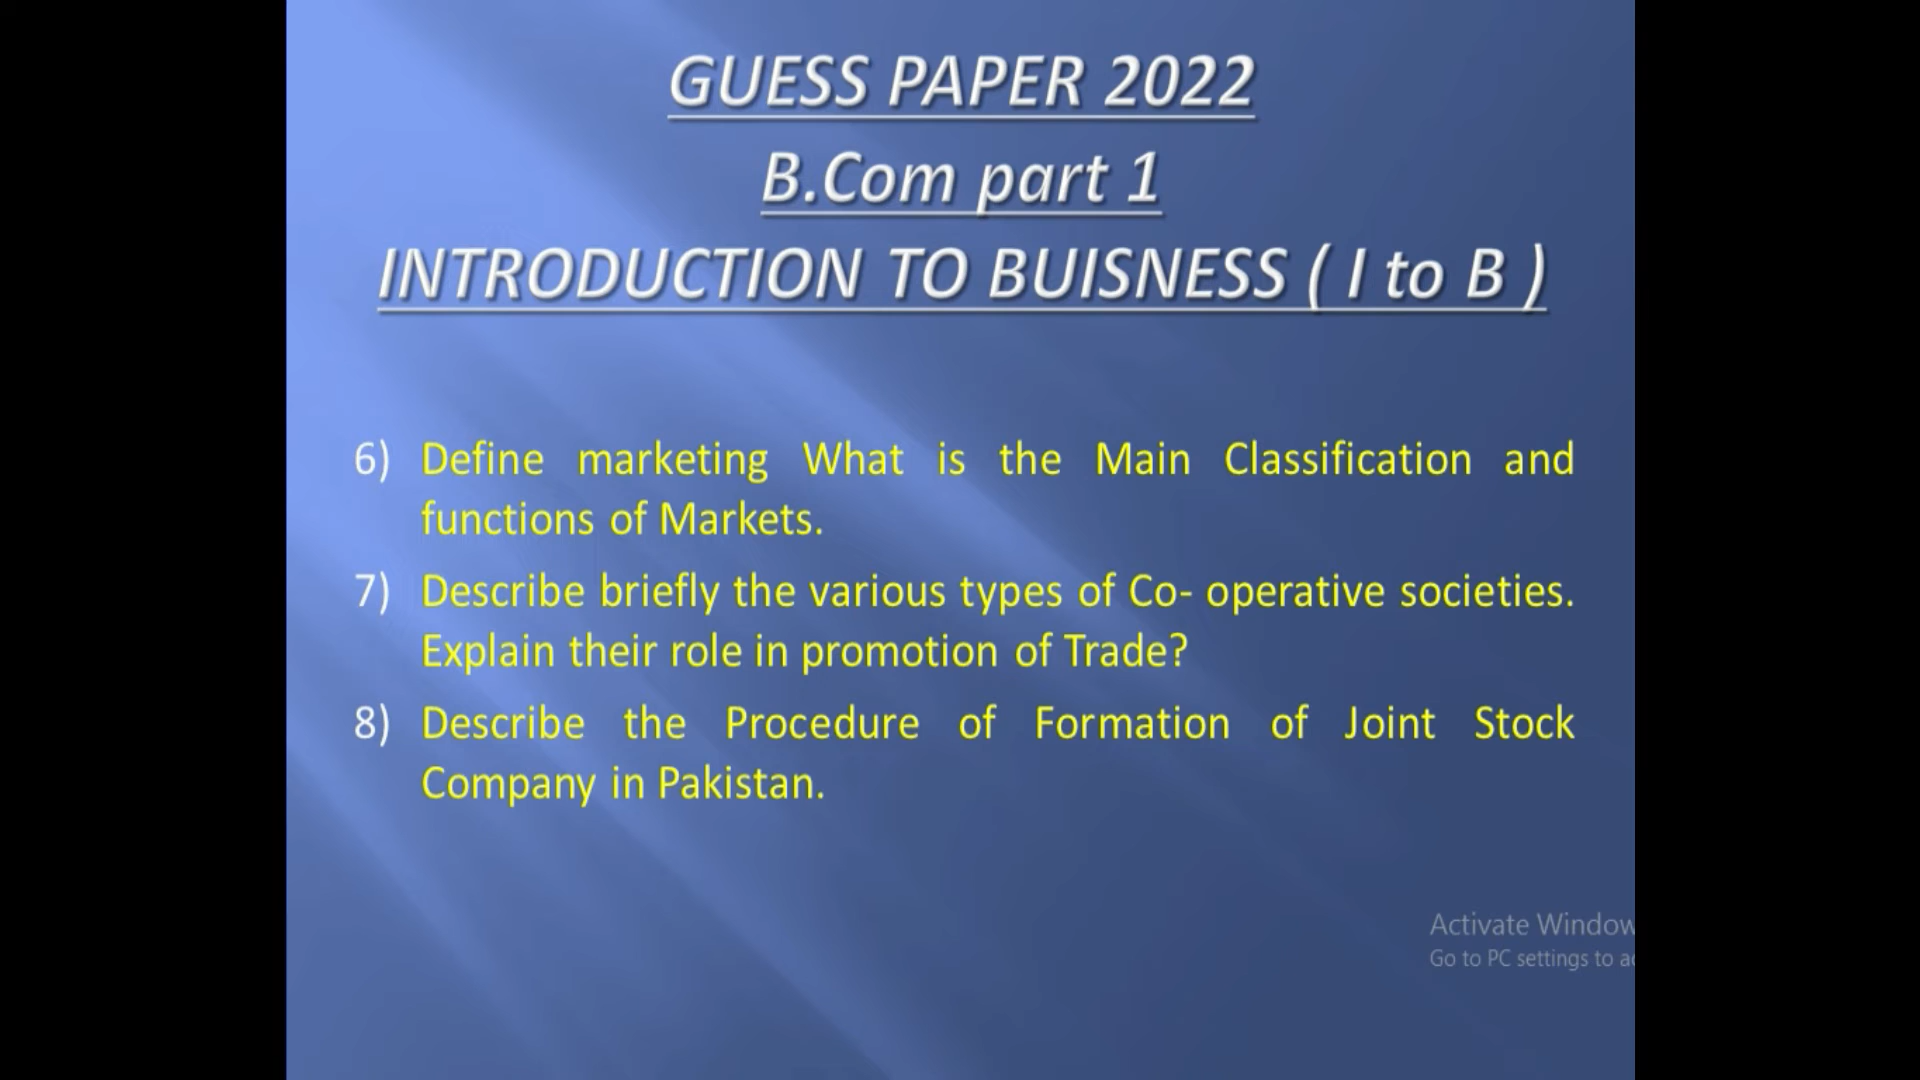 GUESS PAPER 2022
B.Com part 1
INTRODUCTION TO BUISNESS ( I to B )
6) Define marketing What is the Main Classification and
functions of Markets.
7) Describe briefly the various types of Co- operative societies.
Explain their role in promotion of Trade?
8) Describe the Procedure of Formation of Joint Stock
Company in Pakistan.
Activate Window
Go to PC settings to a